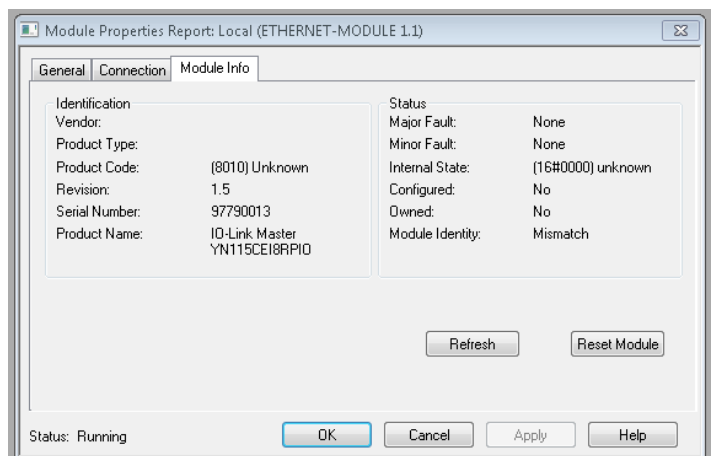 Module Properties Report: Local (ETHERNET-MODULE 1.1)
General Connection Module Info
Identification
Vendor:
Product Type:
Product Code: (8010) Unknown
Revision: 1.5
Serial Number: 97790013
Product Name: IO-Link Master
YN115CEI8RPIO
Status
Major Fault: None
Minor Fault: None
Internal State: (16#0000) unknown
Configured: No
Owned: No
Module Identity: Mismatch
Refresh Reset Module
Status: Running OK Cancel Apply Help